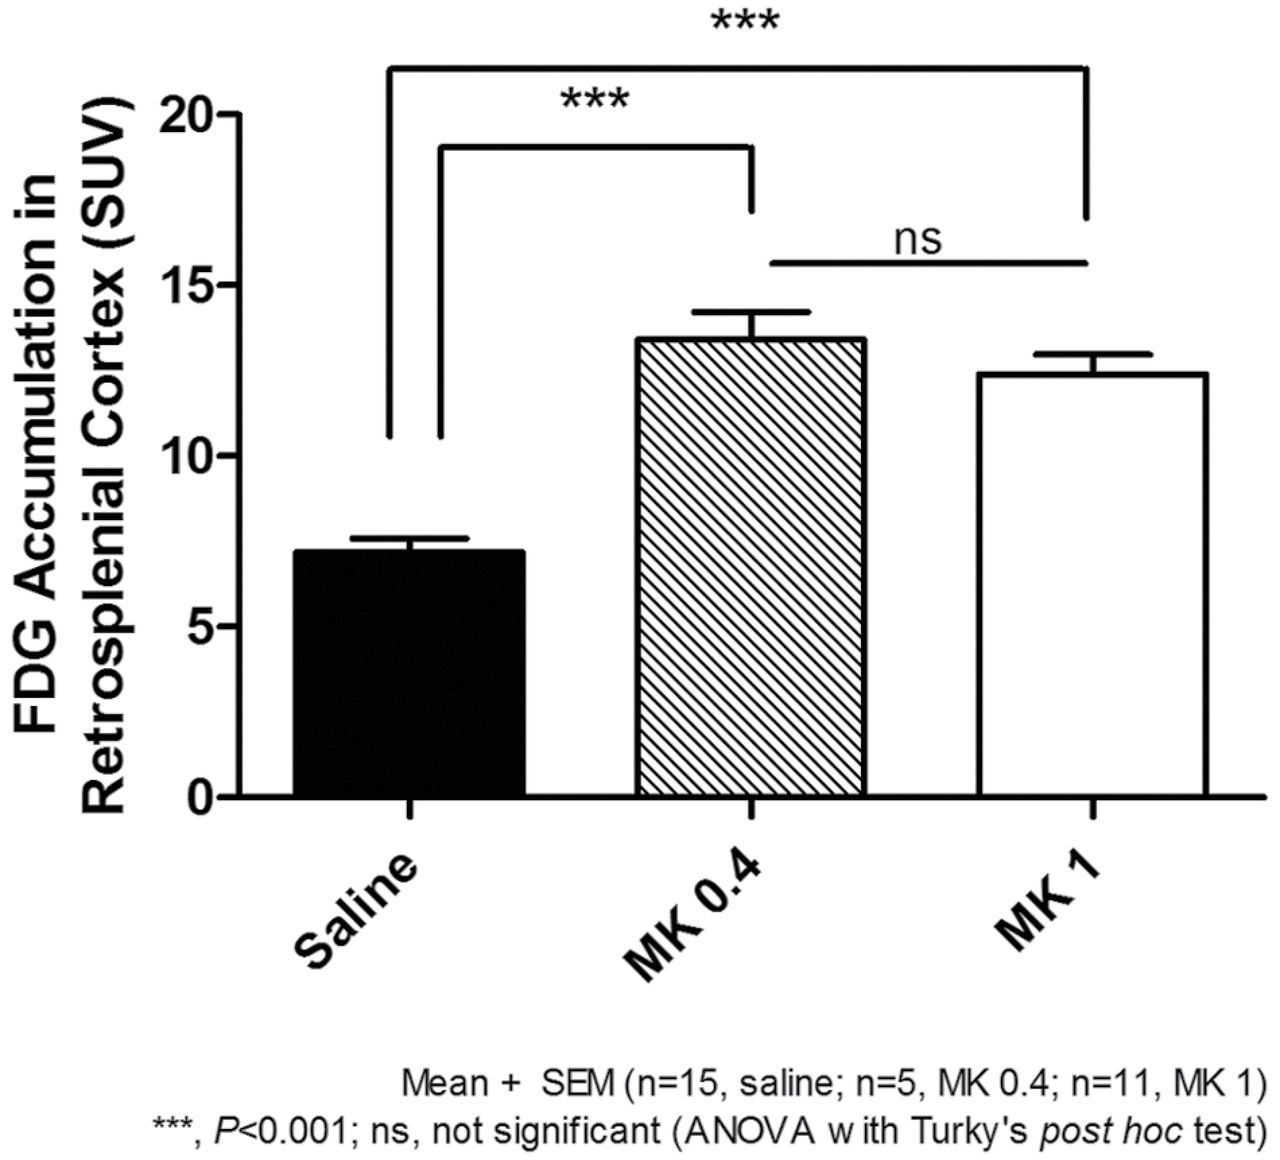 ***
***
20
15
10
5
0
ns
FDG Accumulation in
Retrosplenial Cortex (SUV)
Saline
MK 0.4
MK 1
Mean + SEM (n=15, saline; n=5, MK 0.4; n=11, MK 1)
***, P<0.001; ns, not significant (ANOVA with Turky's post hoc test)